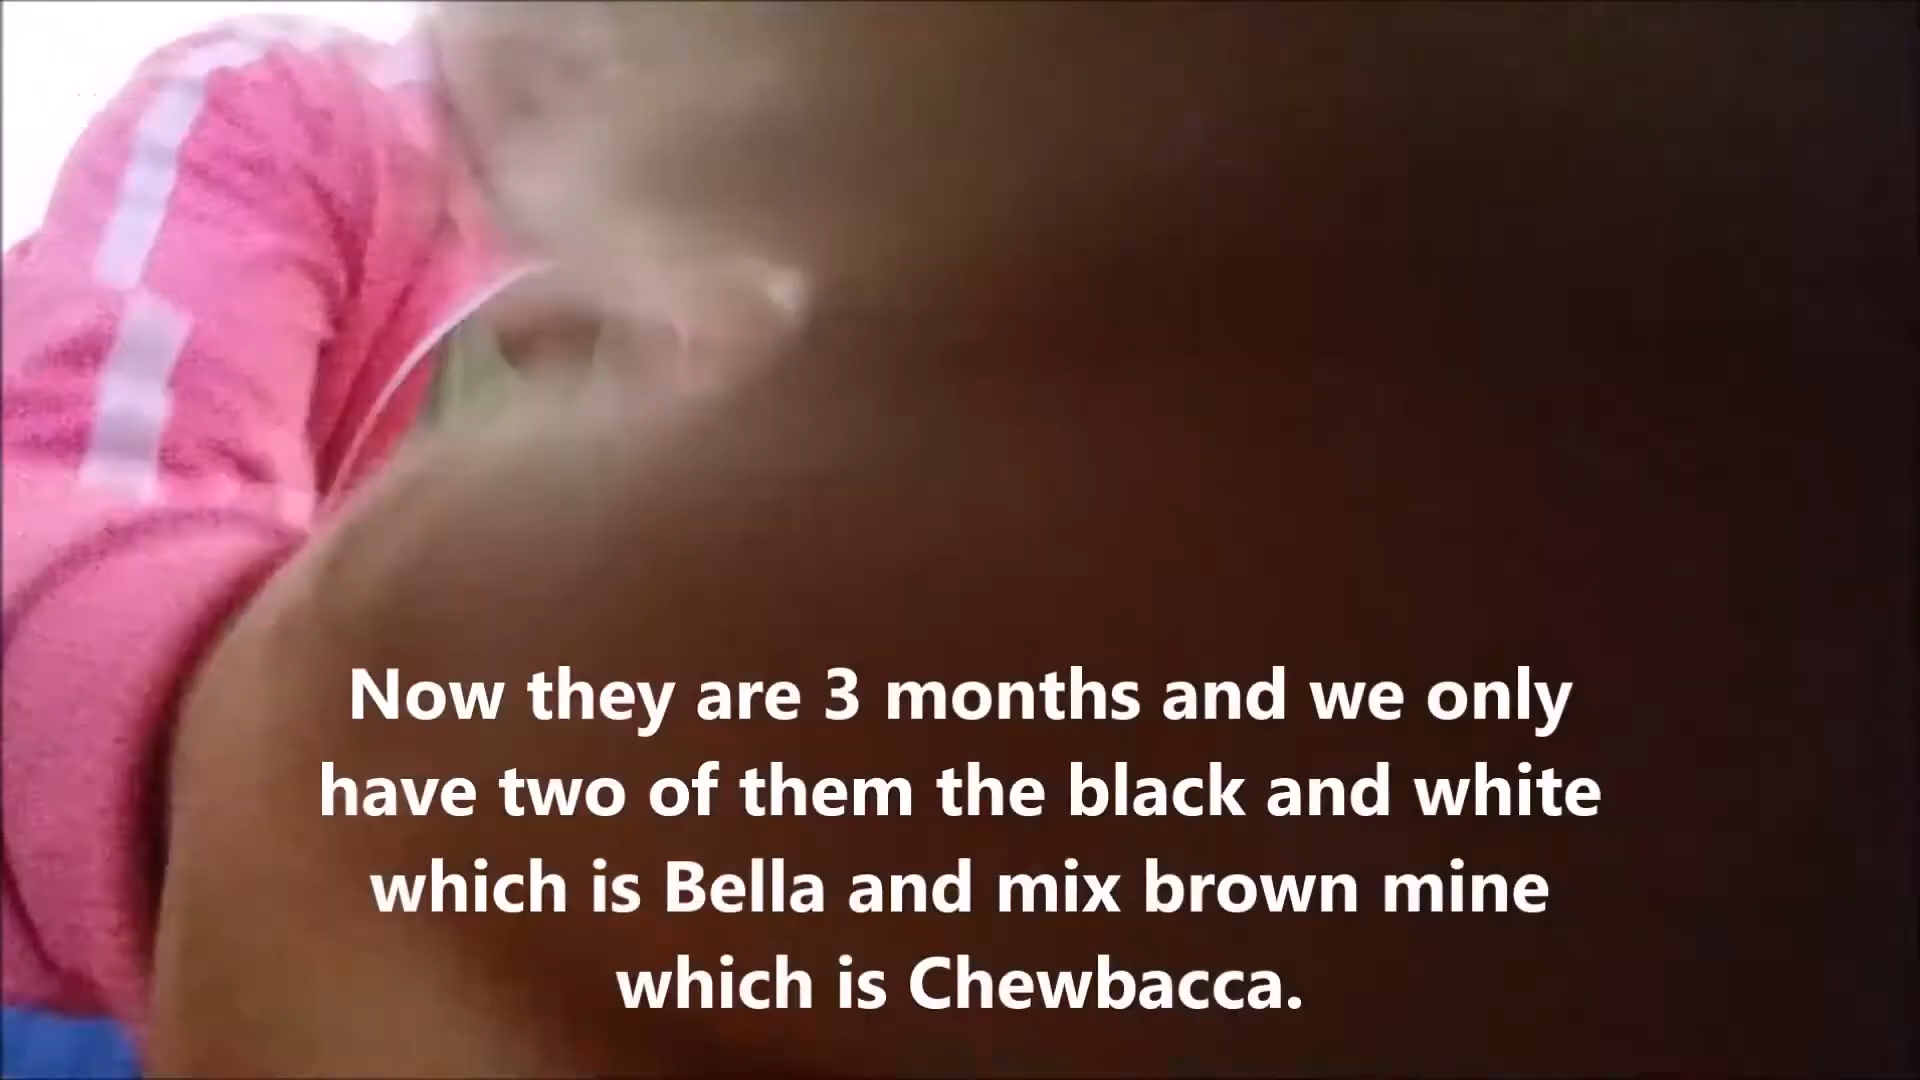 Now they are 3 months and we only
have two of them the black and white
which is Bella and mix brown mine
which is Chewbacca.